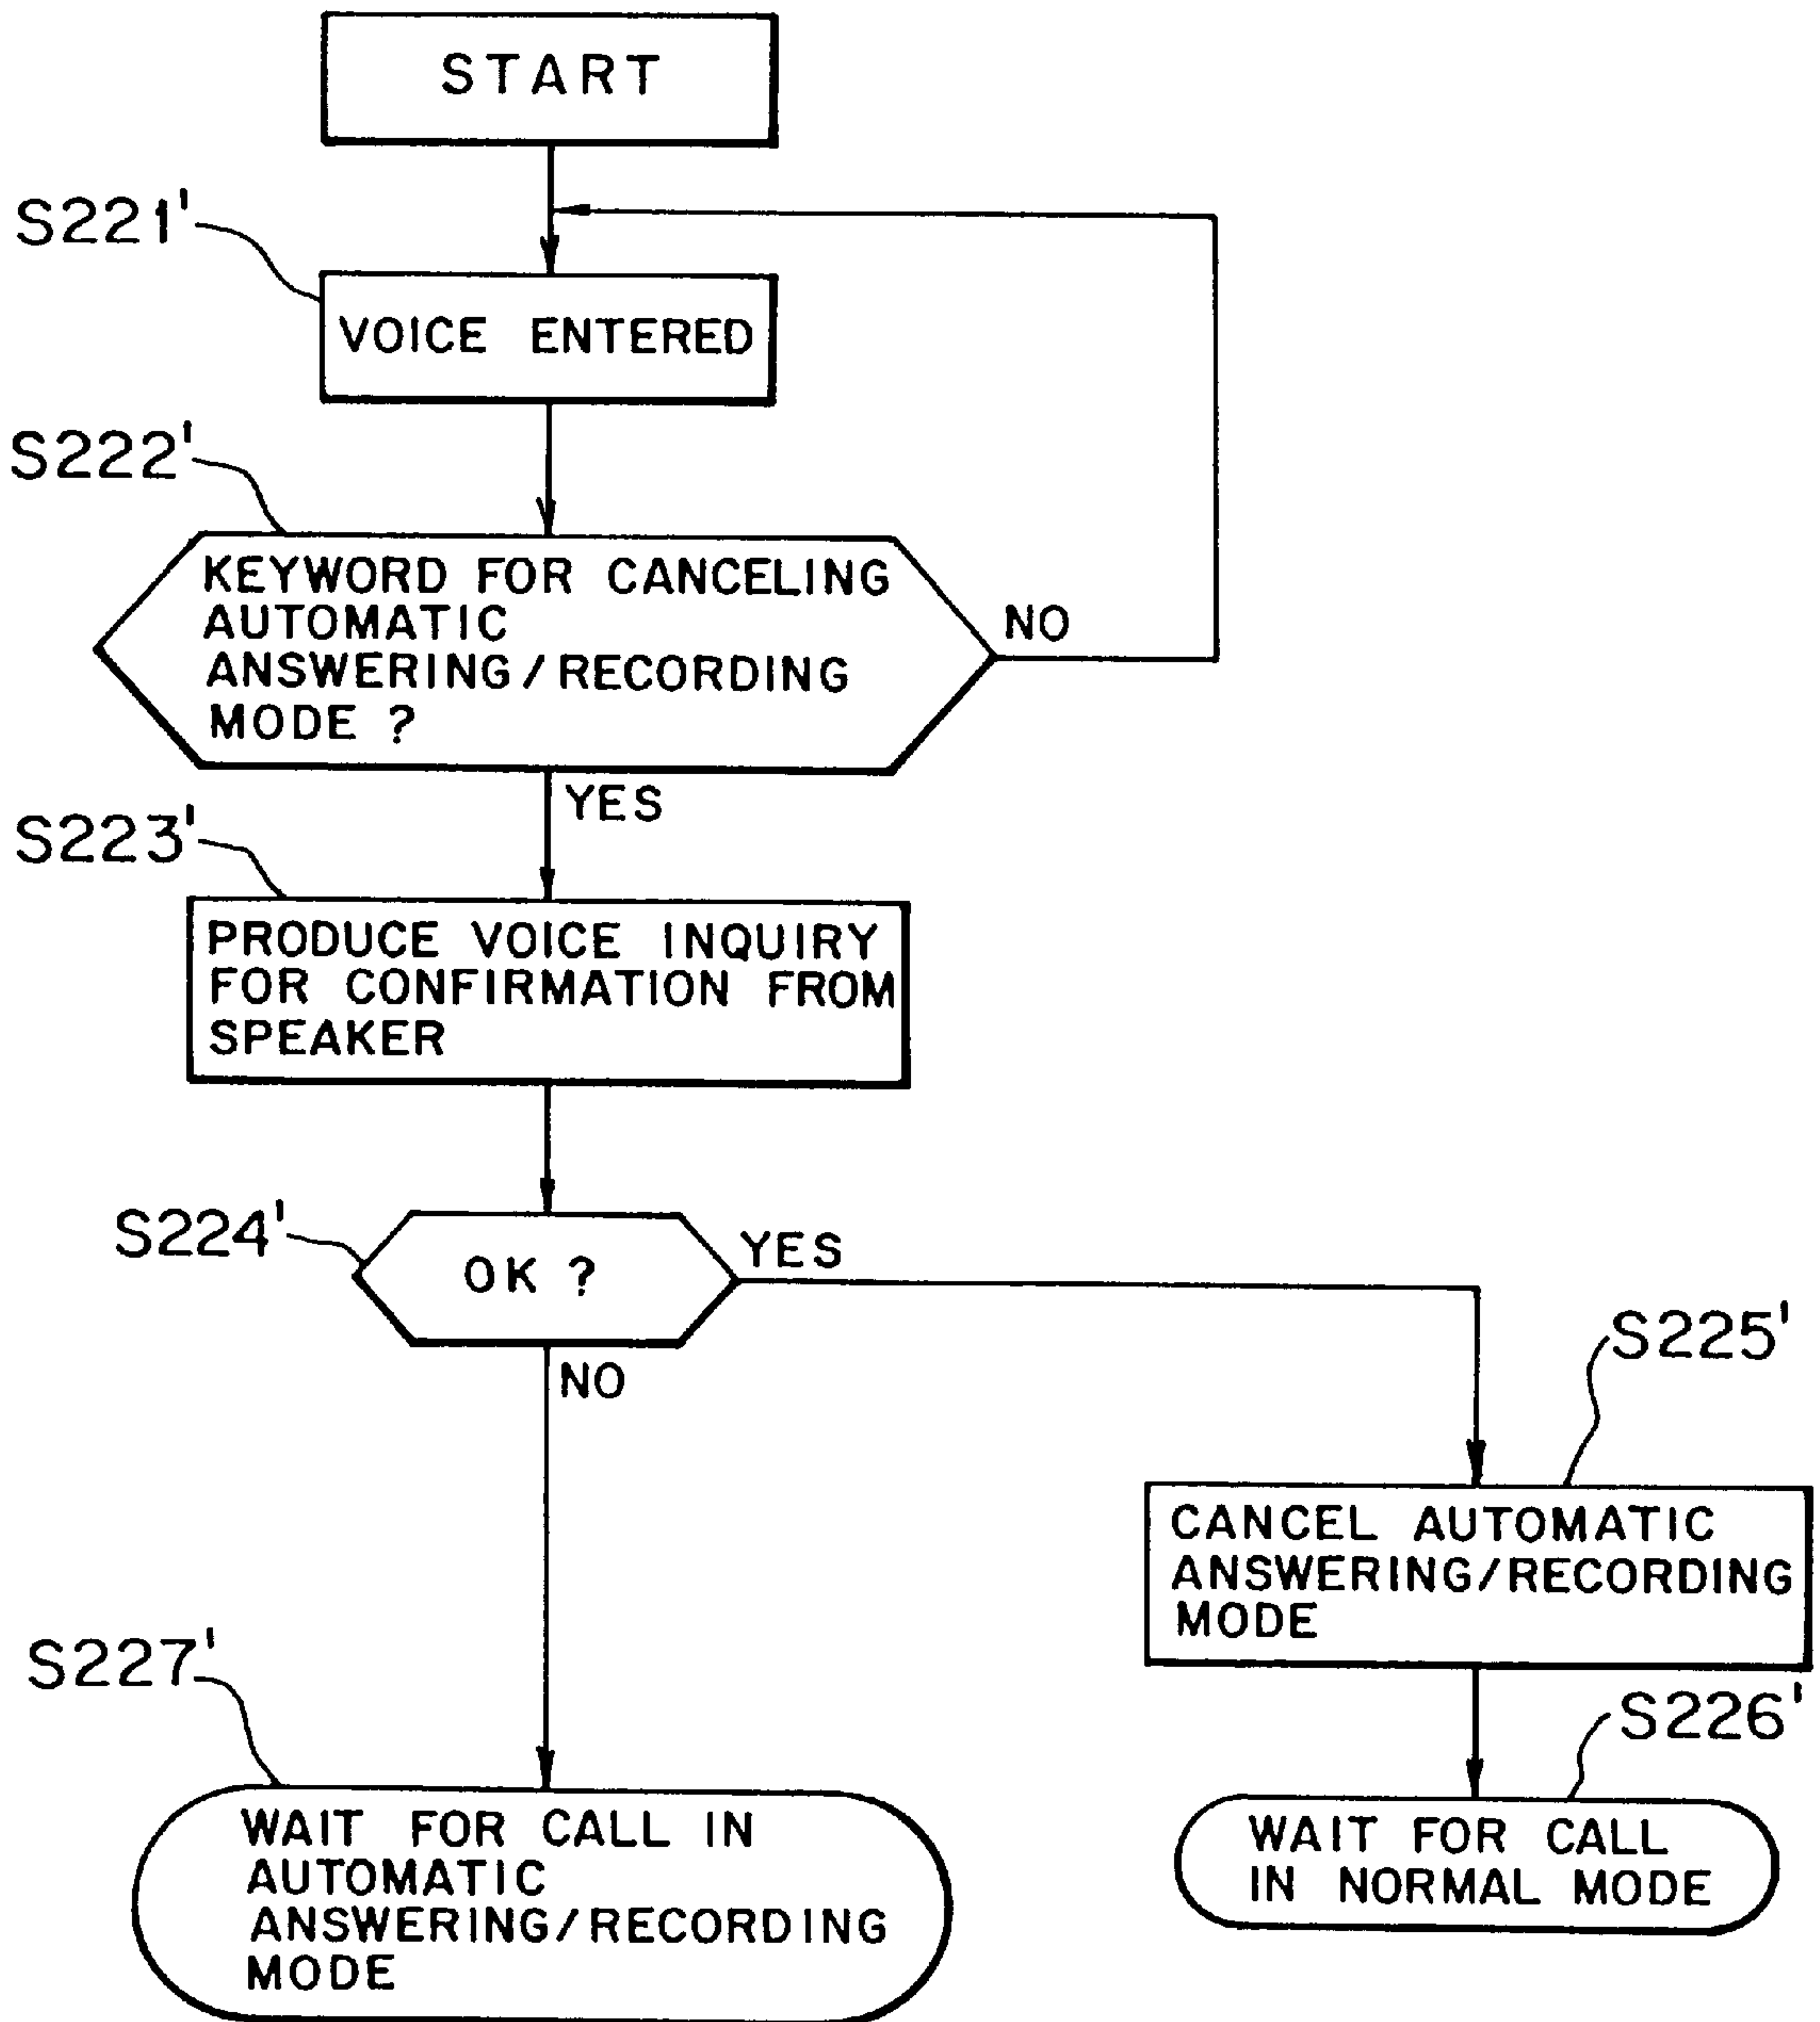 START
S221'
VOICE ENTERED
S222'
KEYWORD FOR CANCELING
AUTOMATIC
ANSWERING/RECORDING
MODE ?
NO
YES
S223'
PRODUCE VOICE INQUIRY
FOR CONFIRMATION FROM
SPEAKER
S224'
OK ?
YES
NO
S225'
CANCEL AUTOMATIC
ANSWERING/RECORDING
MODE
S227'
S226'
WAIT FOR CALL IN
AUTOMATIC
ANSWERING/RECORDING
MODE
WAIT FOR CALL
IN NORMAL MODE